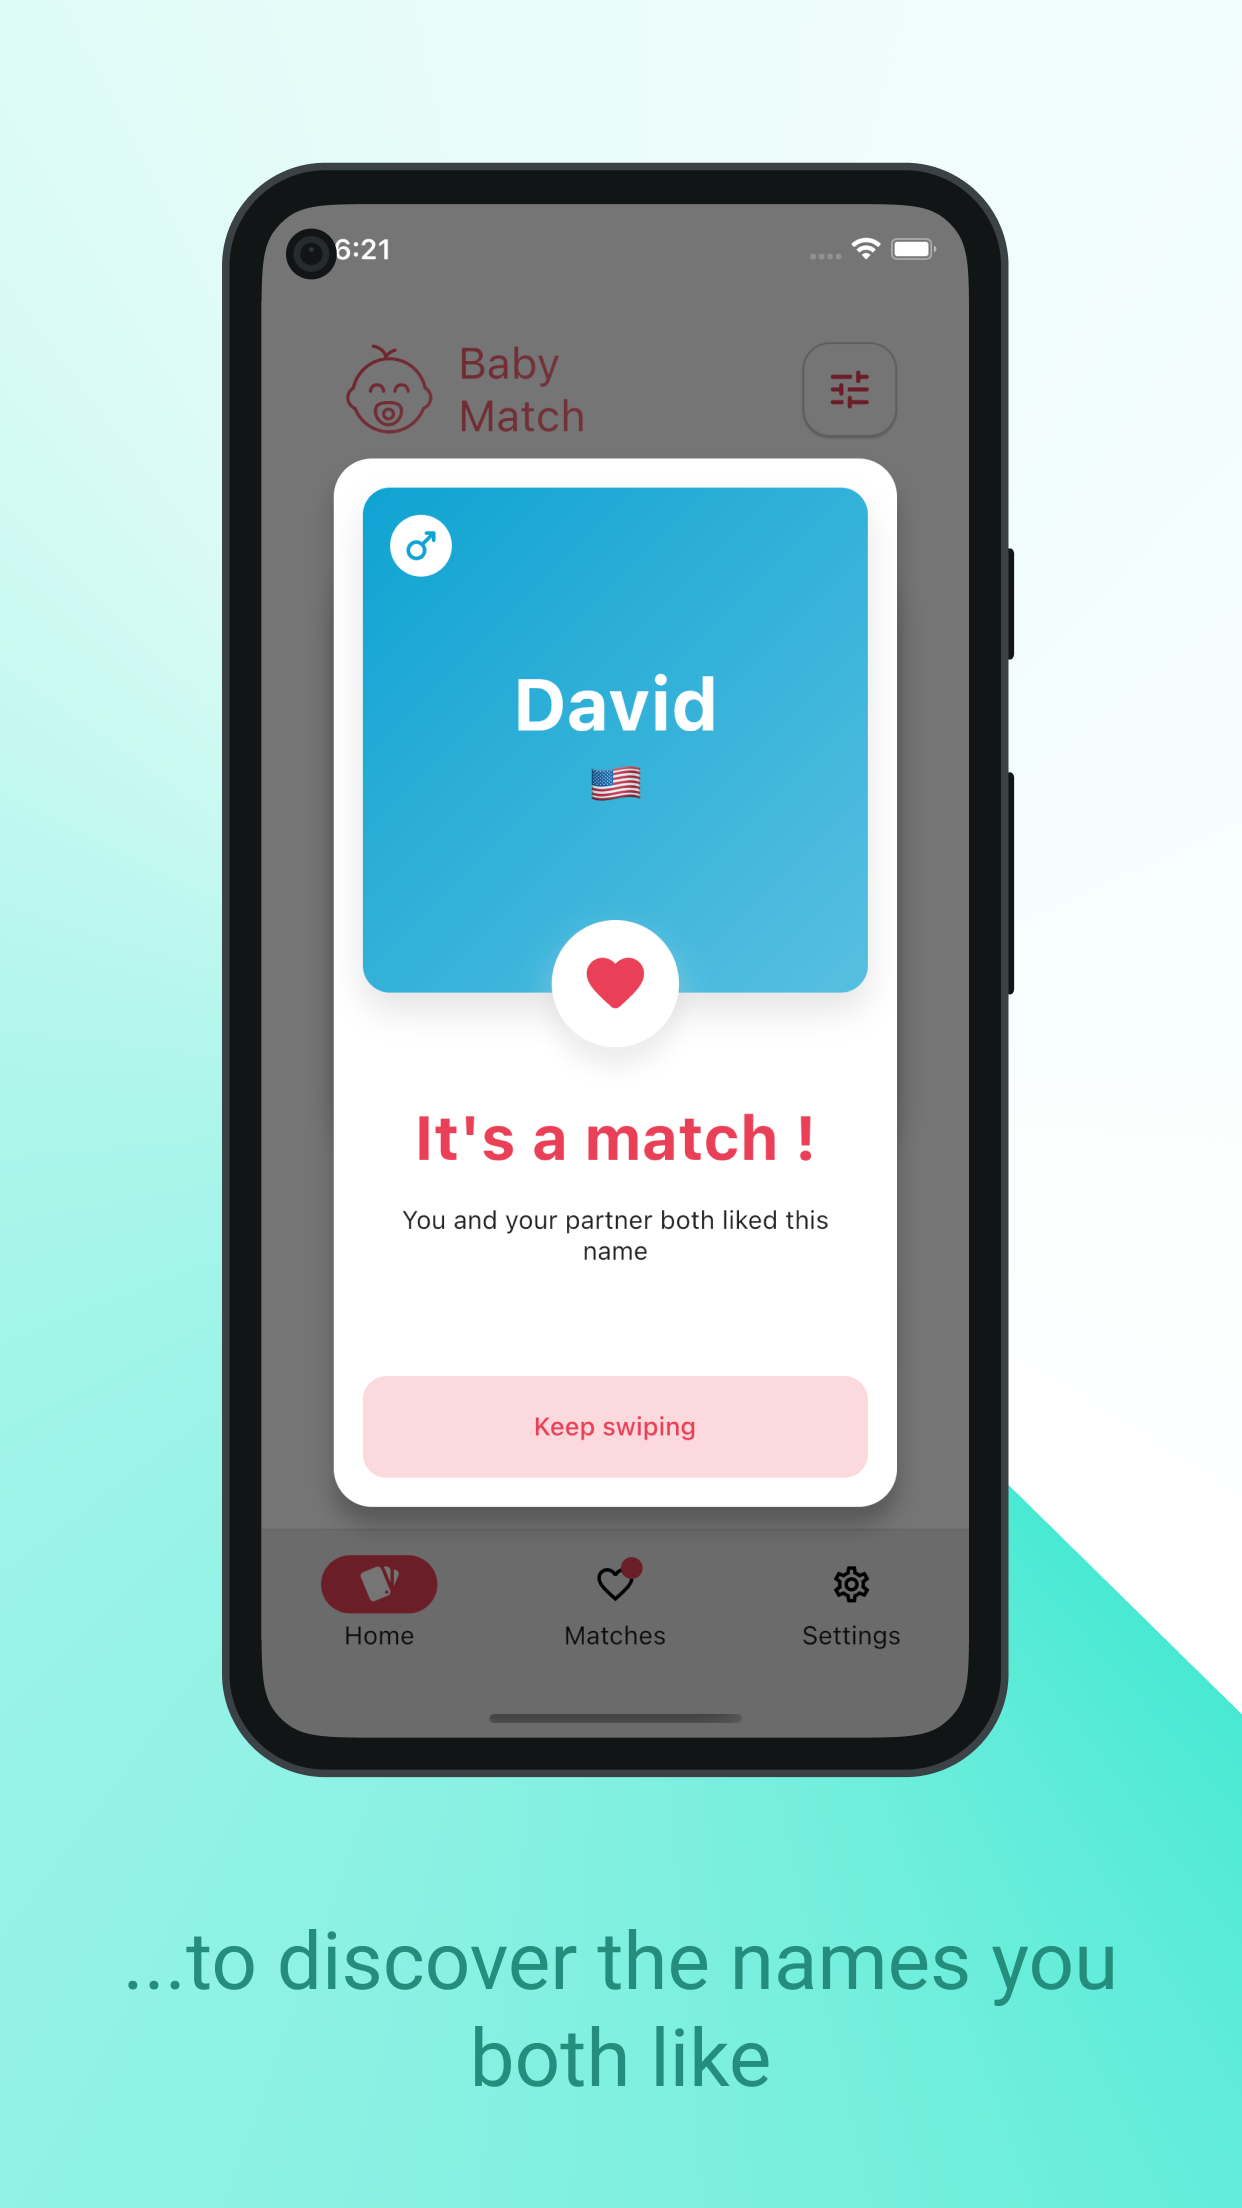 6:21
Baby
Match
David
It's a match !
You and your partner both liked this
name
Keep swiping
Home
Matches
Settings
...to discover the names you
both like